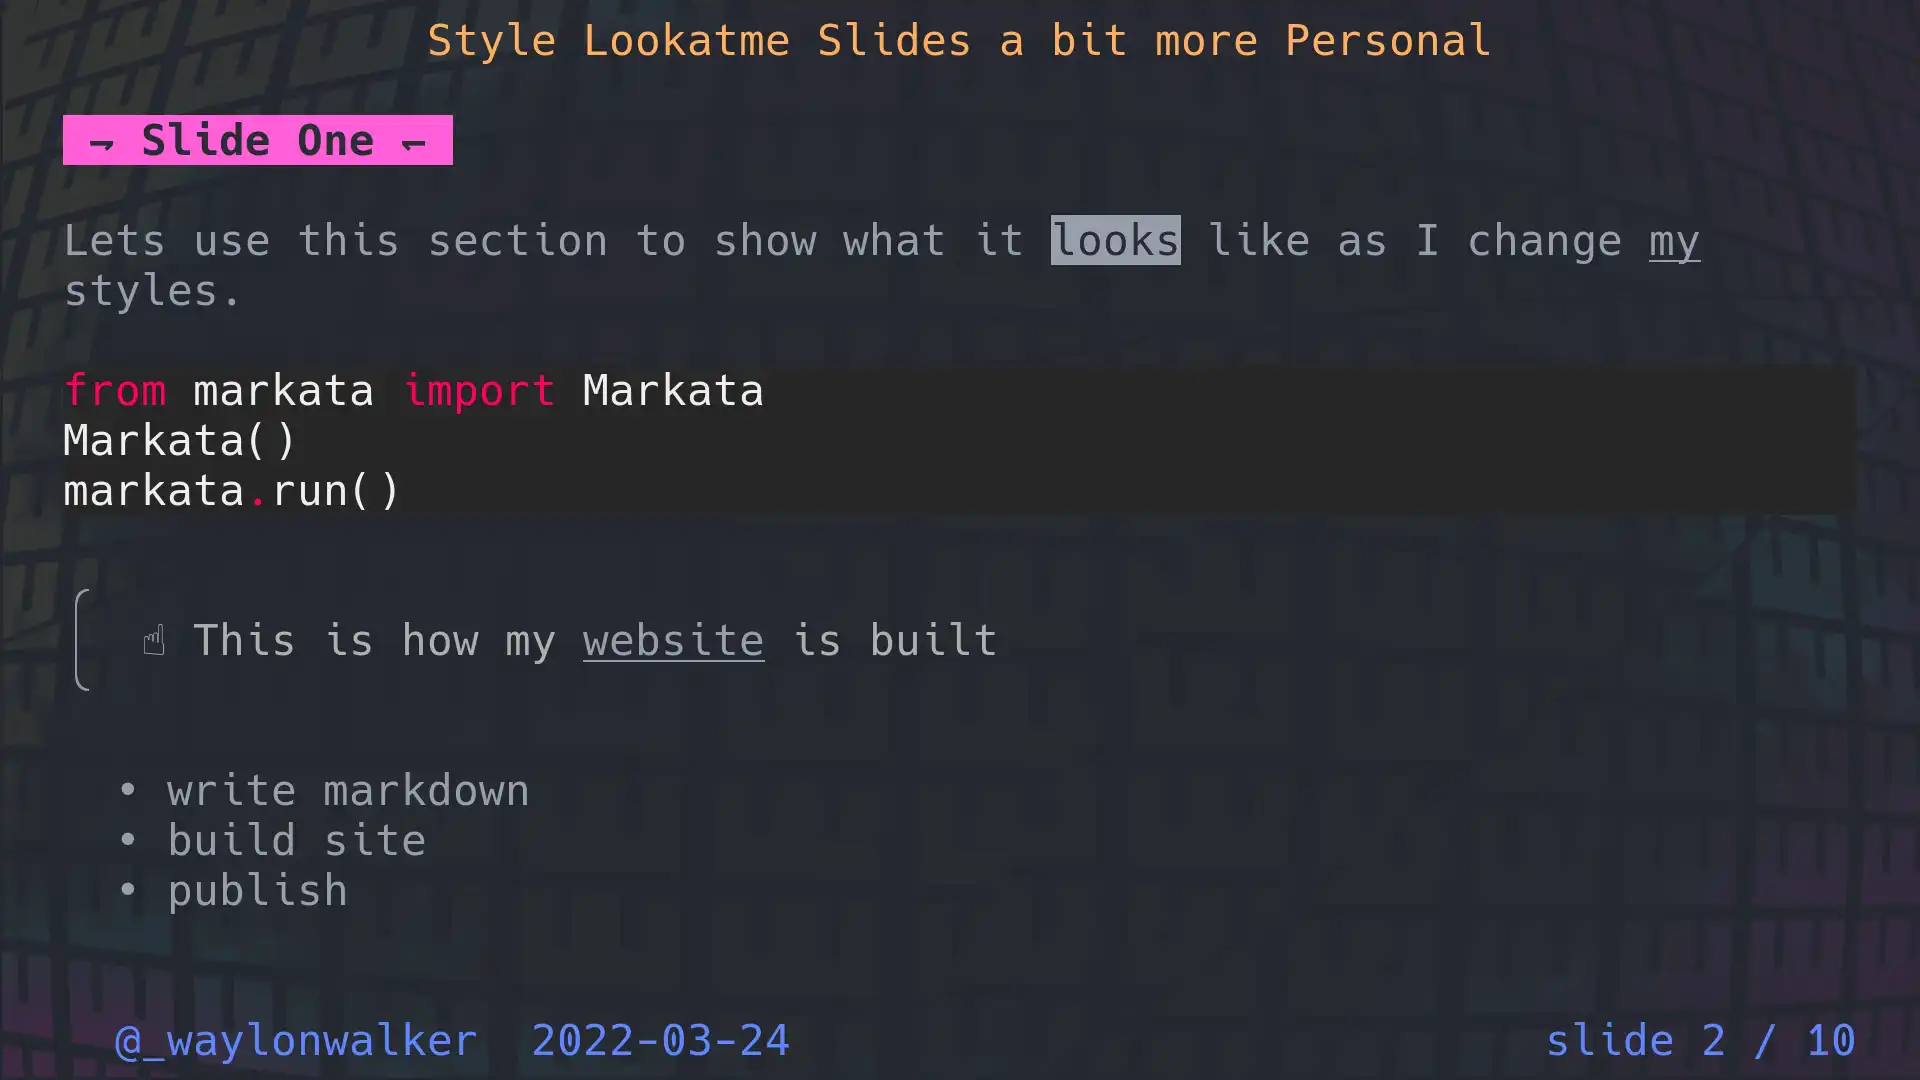 Style Lookatme Slides a bit more Personal
⇁ Slide One ↽
Lets use this section to show what it looks like as I change my
styles.
from markata import Markata
Markata()
markata.run()
☝ This is how my website is built
• write markdown
• build site
• publish
@_waylonwalker 2022-03-24
slide 2 / 10